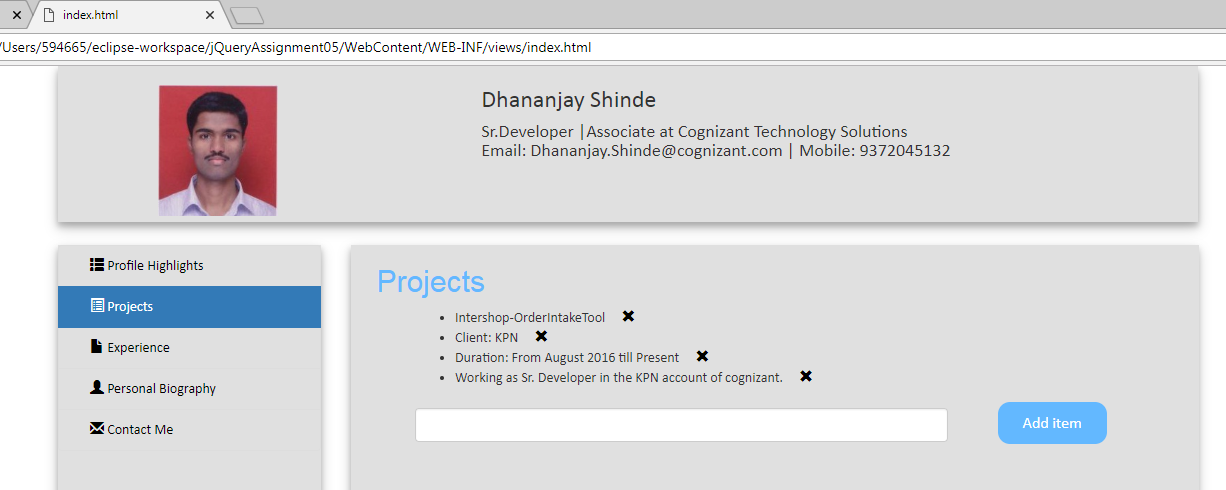 index.html
/Users/594665/eclipse-workspace/jQueryAssignment05/WebContent/WEB-INF/views/index.html
Dhananjay Shinde
Sr.Developer |Associate at Cognizant Technology Solutions
Email: Dhananjay.Shinde@cognizant.com | Mobile: 9372045132
Profile Highlights
Projects
Experience
Personal Biography
Contact Me
Projects
Intershop-OrderIntakeTool
Client: KPN
Duration: From August 2016 till Present
Working as Sr. Developer in the KPN account of cognizant.
Add item